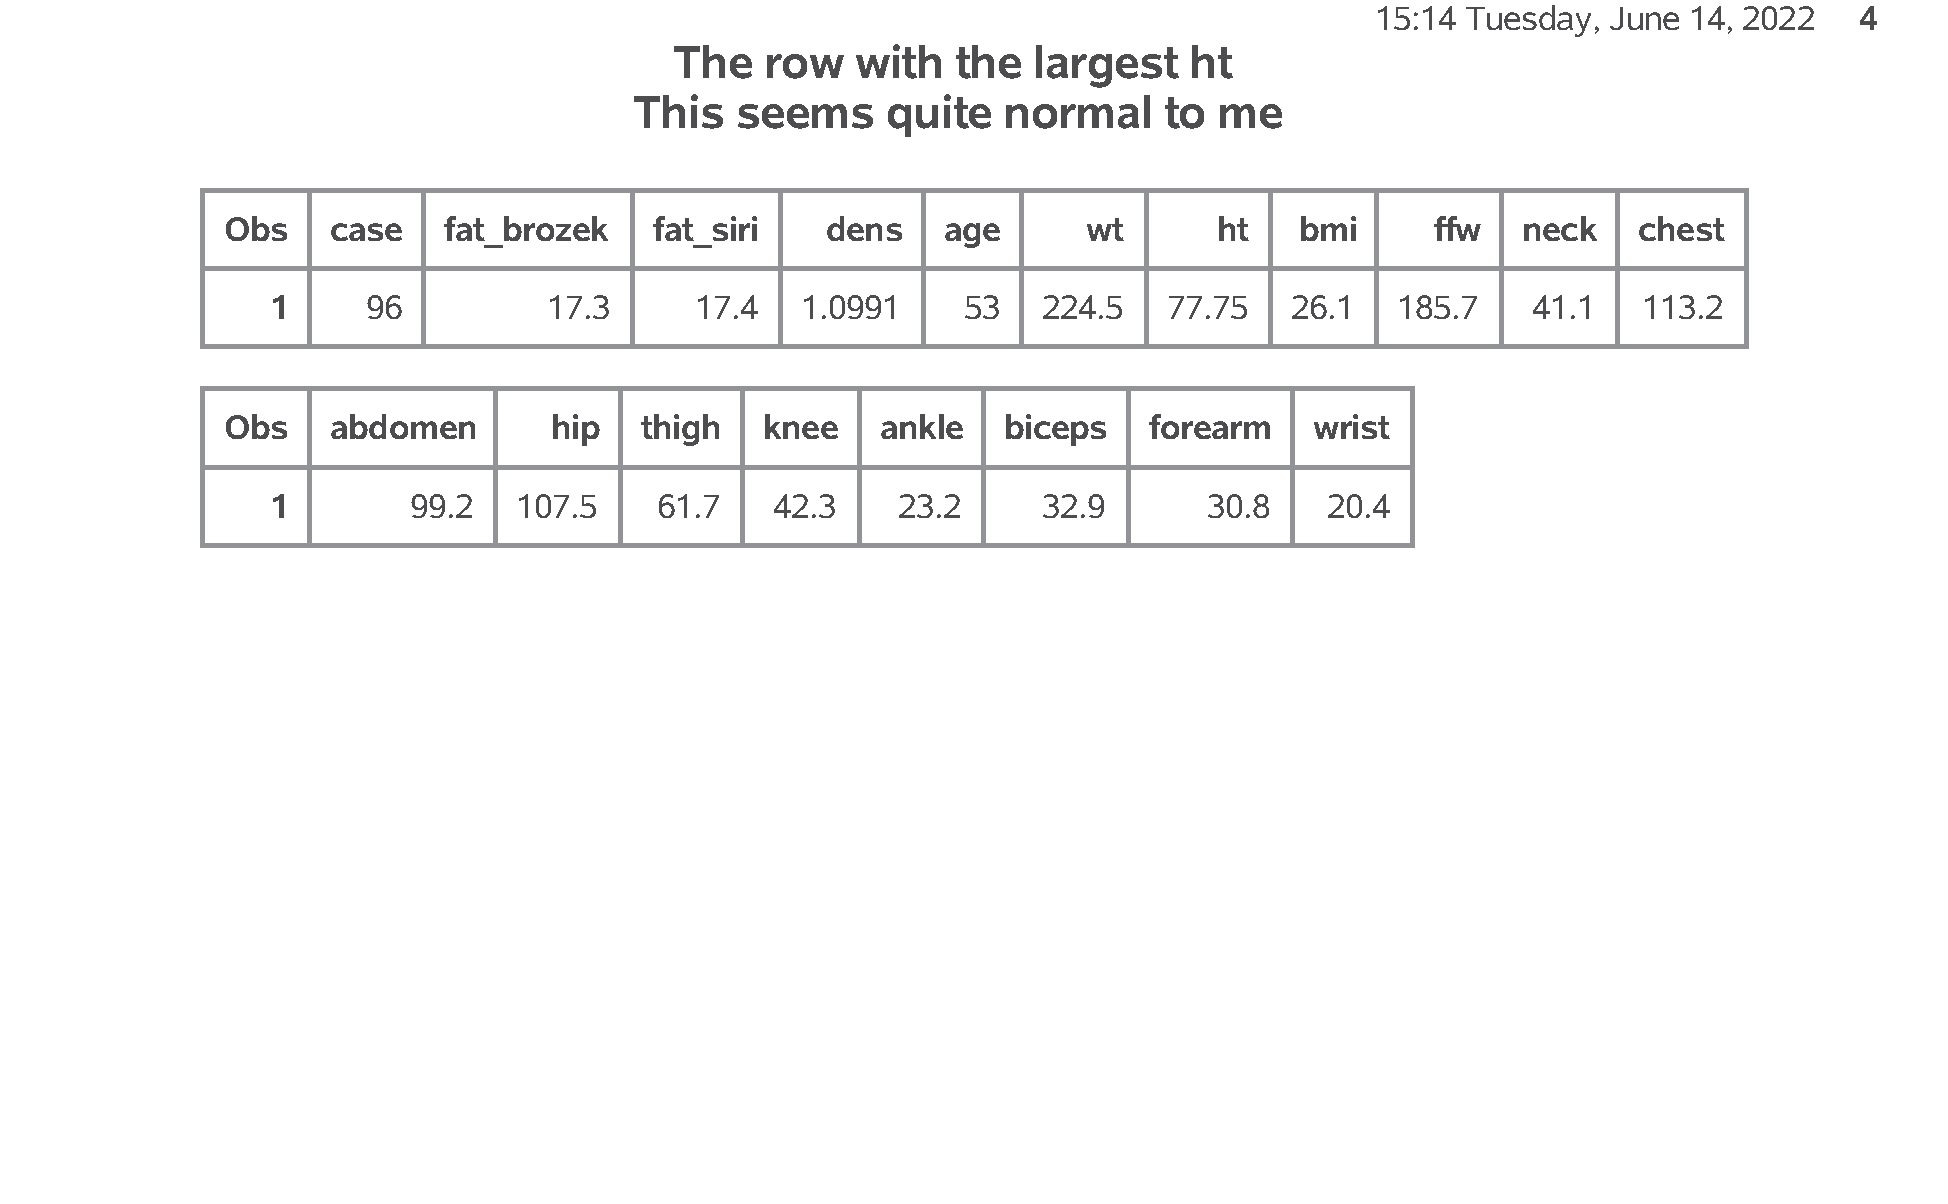 15:14 Tuesday, June 14, 2022 4
The row with the largest ht
This seems quite normal to me
Obs case fat_brozek fat_siri dens age wt ht bmi ffw neck chest
1 96 17.3 17.4 1.0991 53 224.5 77.75 26.1 185.7 41.1 113.2
Obs abdomen hip thigh knee ankle biceps forearm wrist
1 99.2 107.5 61.7 42.3 23.2 32.9 30.8 20.4